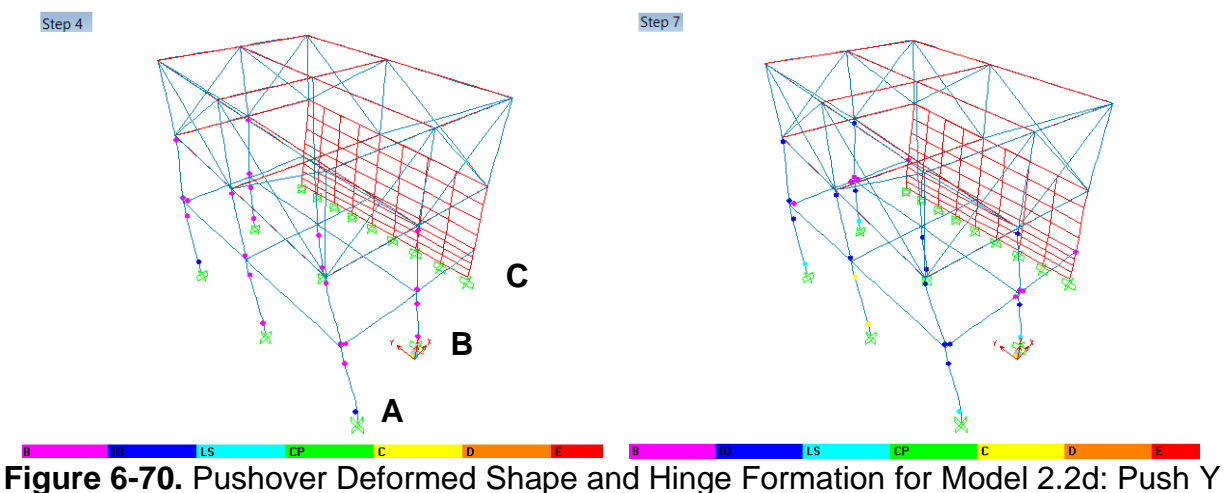 Step 4
Step 7
C
B
A
Y X
Y X
B IO LS CP C D E
B IO LS CP C D E
Figure 6-70. Pushover Deformed Shape and Hinge Formation for Model 2.2d: Push Y